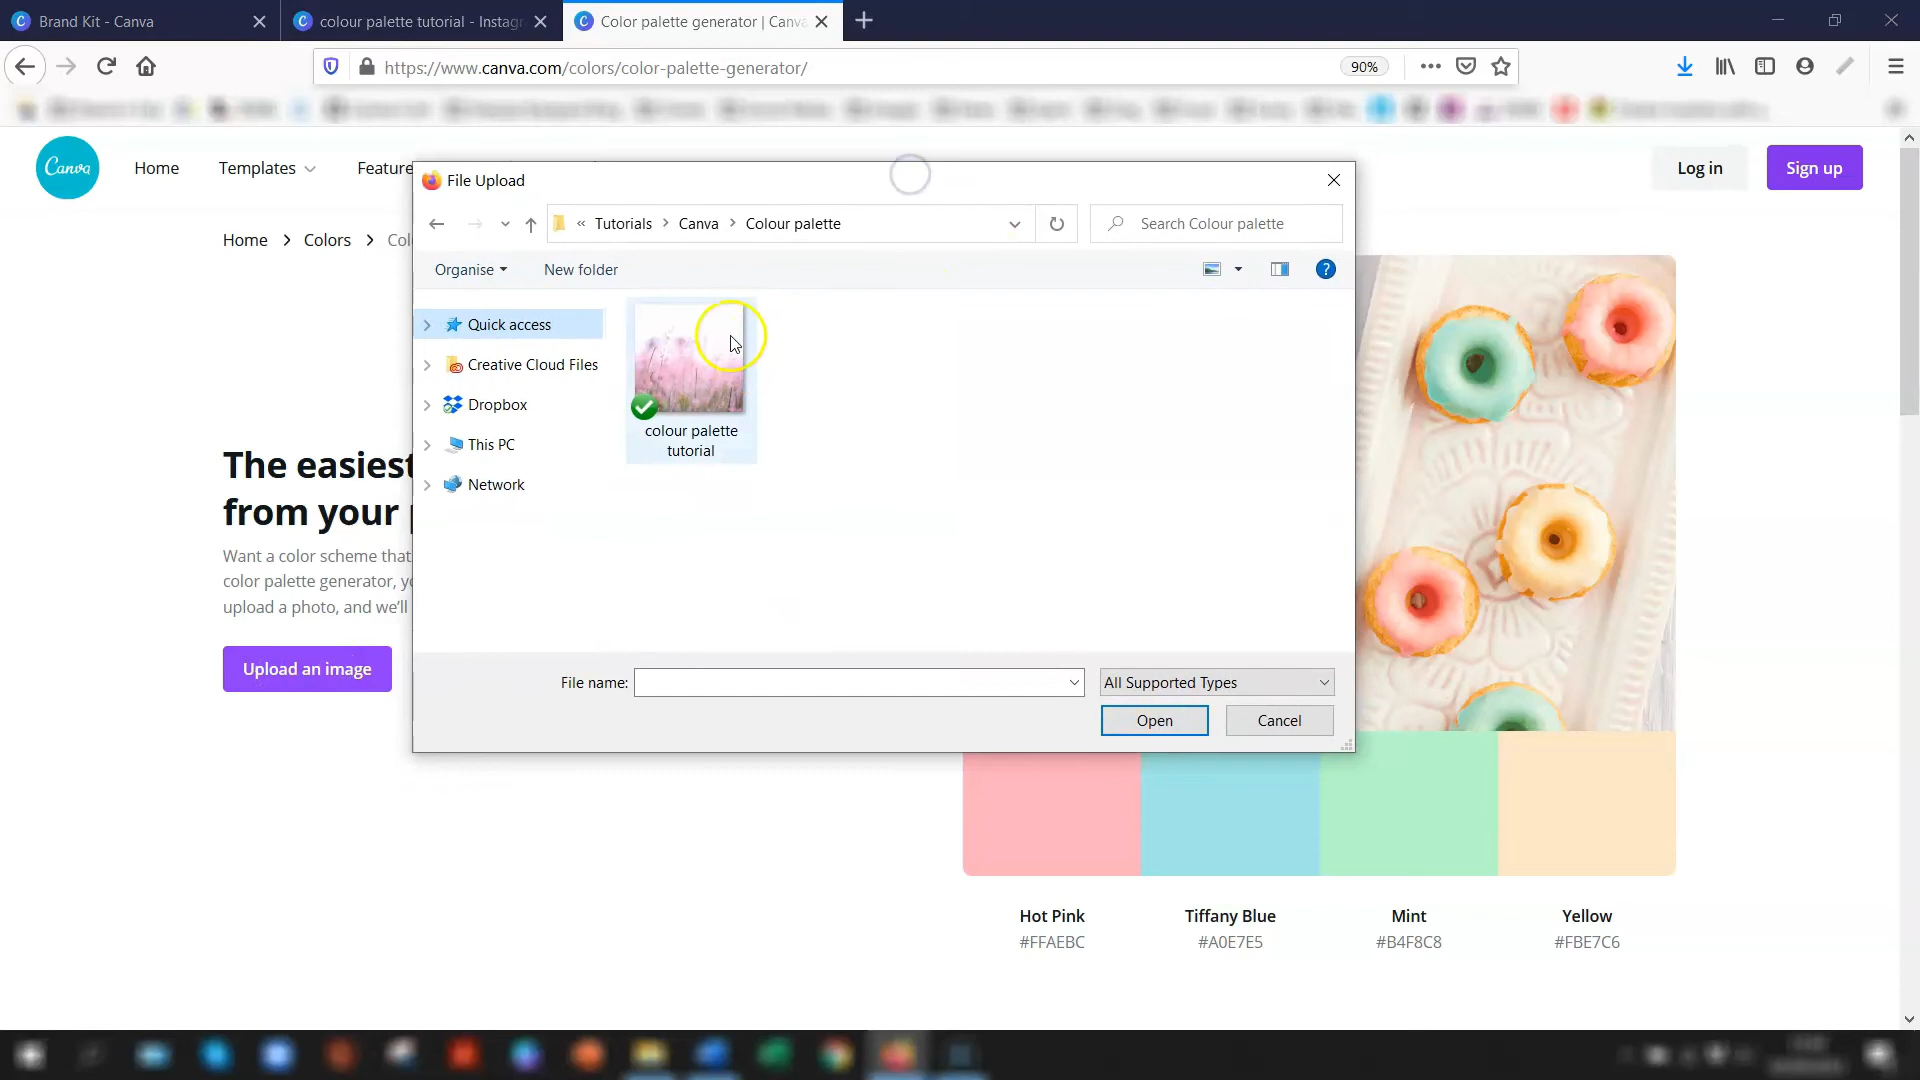 Brand Kit - Canva
colour palette tutorial - Instagr
Color palette generator | Canva
https://www.canva.com/colors/color-palette-generator/
90%
Canva
Home
Templates
Feature
Log in
Sign up
Home > Colors > Col
File Upload
« Tutorials > Canva > Colour palette
Search Colour palette
Organise
New folder
Quick access
Creative Cloud Files
Dropbox
This PC
Network
colour palette
tutorial
The easiest
from your p
Want a color scheme that
color palette generator, yo
upload a photo, and we'll
Upload an image
File name:
All Supported Types
Open
Cancel
Hot Pink
#FFAEBC
Tiffany Blue
#A0E7E5
Mint
#B4F8C8
Yellow
#FBE7C6